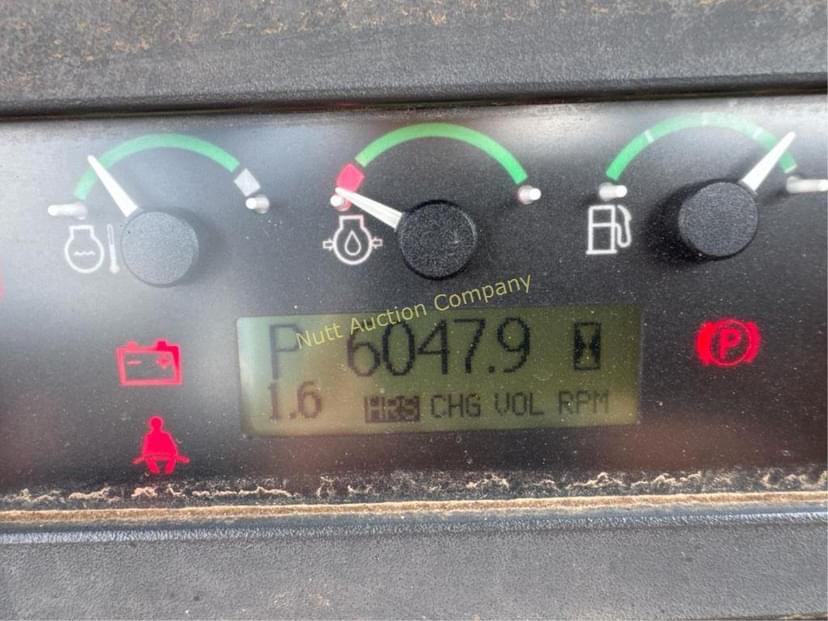 P 6047.9
1.6 HRS CHG VOL RPM
P
Nutt Auction Company